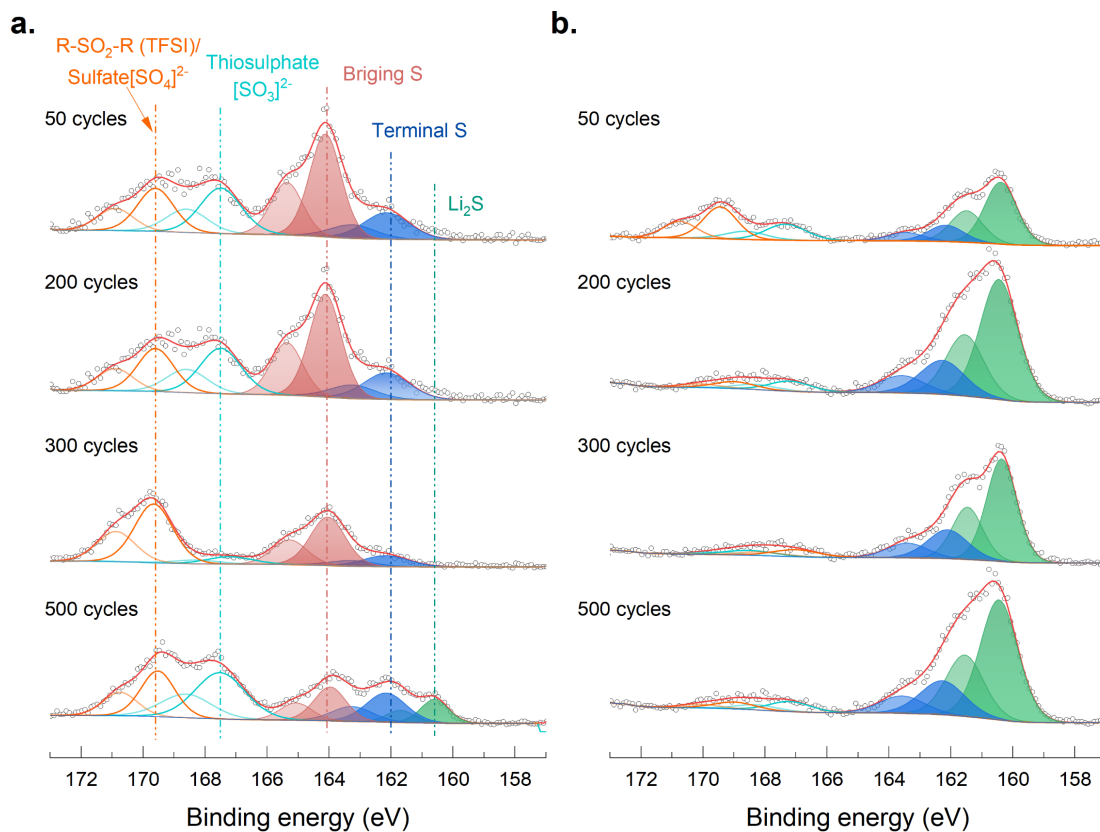 a.
R-SO2-R (TFSI)/
Sulfate[SO4]2-
Thiosulphate
[SO3]2-
Briging S
Terminal S
Li2S
50 cycles
200 cycles
300 cycles
500 cycles
172 170 168 166 164 162 160 158
Binding energy (eV)
b.
50 cycles
200 cycles
300 cycles
500 cycles
172 170 168 166 164 162 160 158
Binding energy (eV)